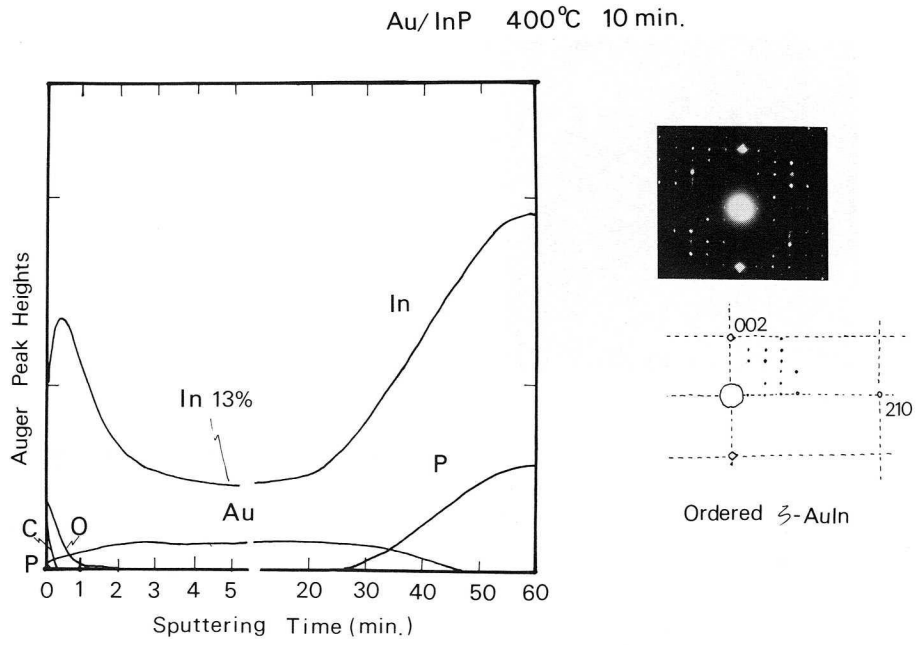 Au/InP 400°C 10 min.
Auger Peak Heights
In
In 13%
P
Au
C
O
P
0 1 2 3 4 5 20 30 40 50 60
Sputtering Time (min.)
002
210
Ordered ζ-AuIn